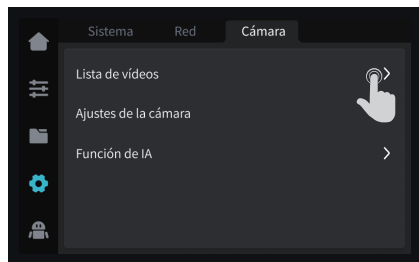 Sistema Red Cámara
Lista de vídeos
Ajustes de la cámara
Función de IA